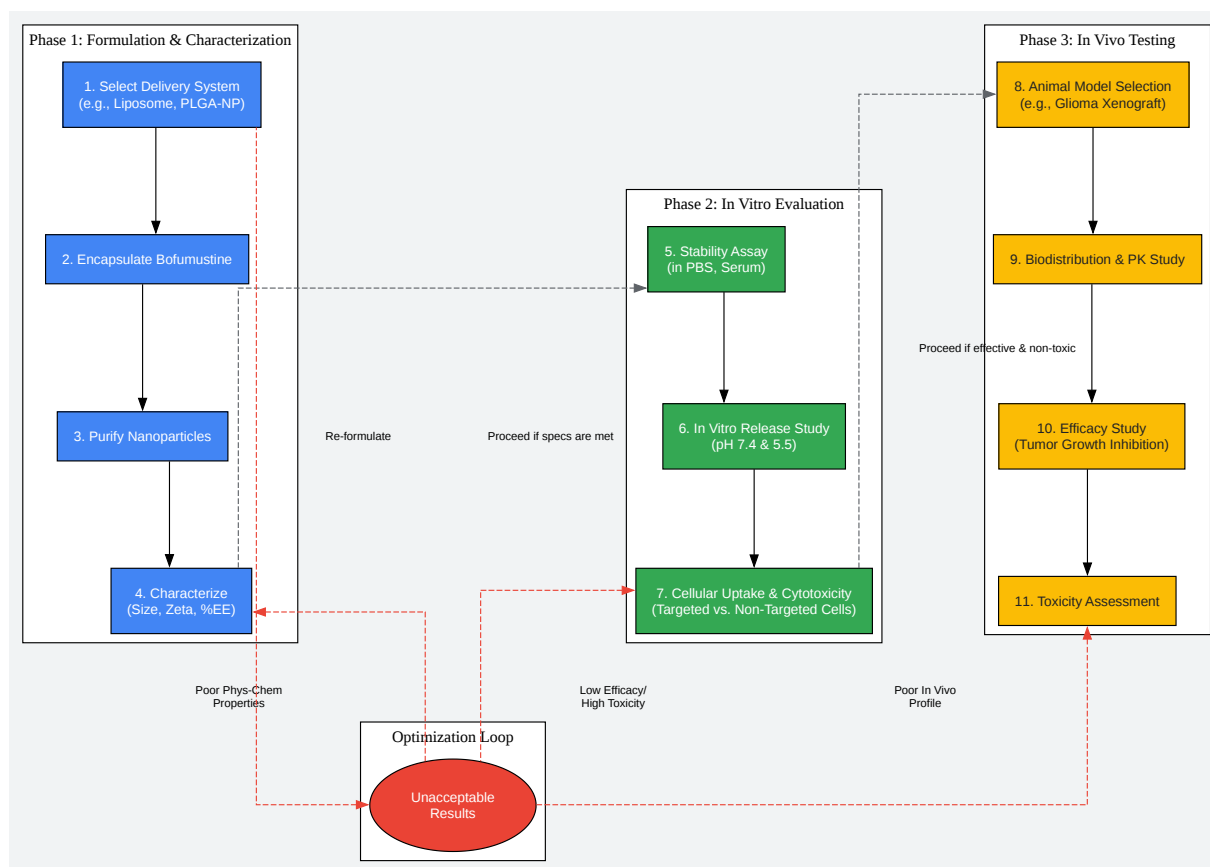 Phase 1: Formulation & Characterization
1. Select Delivery System
(e.g., Liposome, PLGA-NP)
2. Encapsulate Bofumustine
3. Purify Nanoparticles
4. Characterize
(Size, Zeta, %EE)
Re-formulate
Proceed if specs are met
Phase 2: In Vitro Evaluation
5. Stability Assay
(in PBS, Serum)
6. In Vitro Release Study
(pH 7.4 & 5.5)
7. Cellular Uptake & Cytotoxicity
(Targeted vs. Non-Targeted Cells)
Proceed if effective & non-toxic
Phase 3: In Vivo Testing
8. Animal Model Selection
(e.g., Glioma Xenograft)
9. Biodistribution & PK Study
10. Efficacy Study
(Tumor Growth Inhibition)
11. Toxicity Assessment
Poor Phys-Chem
Properties
Low Efficacy/
High Toxicity
Poor In Vivo
Profile
Optimization Loop
Unacceptable
Results